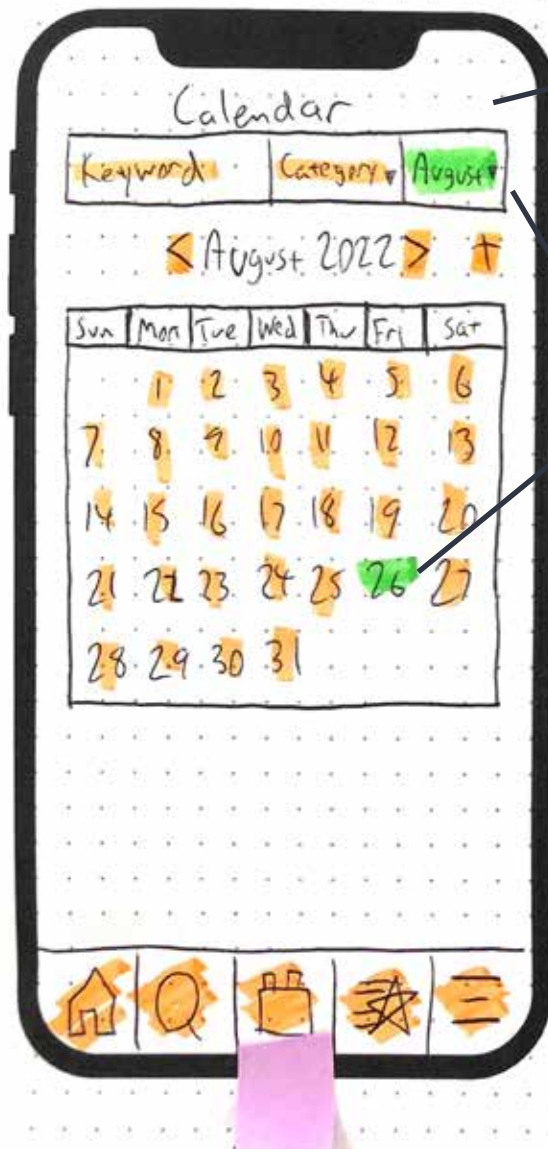 Calendar
Keyword Category August
< August 2022 > +
Sun Mon Tue Wed Thu Fri Sat
1 2 3 4 5 6
7 8 9 10 11 12 13
14 15 16 17 18 19 20
21 22 23 24 25 26 27
28 29 30 31